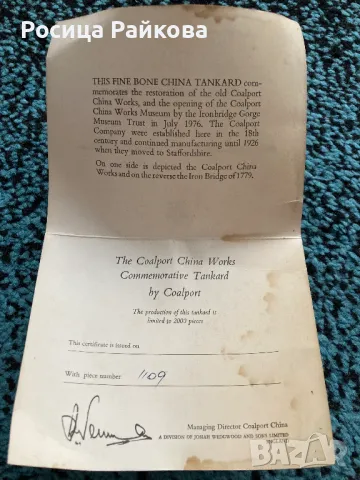 Росица Райкова
THIS FINE BONE CHINA TANKARD com-
memorates the restoration of the old Coalport
China Works, and the opening of the Coalport
China Works Museum by the Ironbridge Gorge
Museum Trust in July 1976. The Coalport
Company were established here in the 18th
century and continued manufacturing until 1926
when they moved to Staffordshire.
On one side is depicted the Coalport China
Works and on the reverse the Iron Bridge of 1779.
The Coalport China Works
Commemorative Tankard
by Coalport
The production of this tankard is
limited to 2000 pieces
This certificate is issued on
With piece number 1109
Managing Director Coalport China
A DIVISION OF JOSIAH WEDGWOOD AND SONS LIMITED
ENGLAND
BAZAR